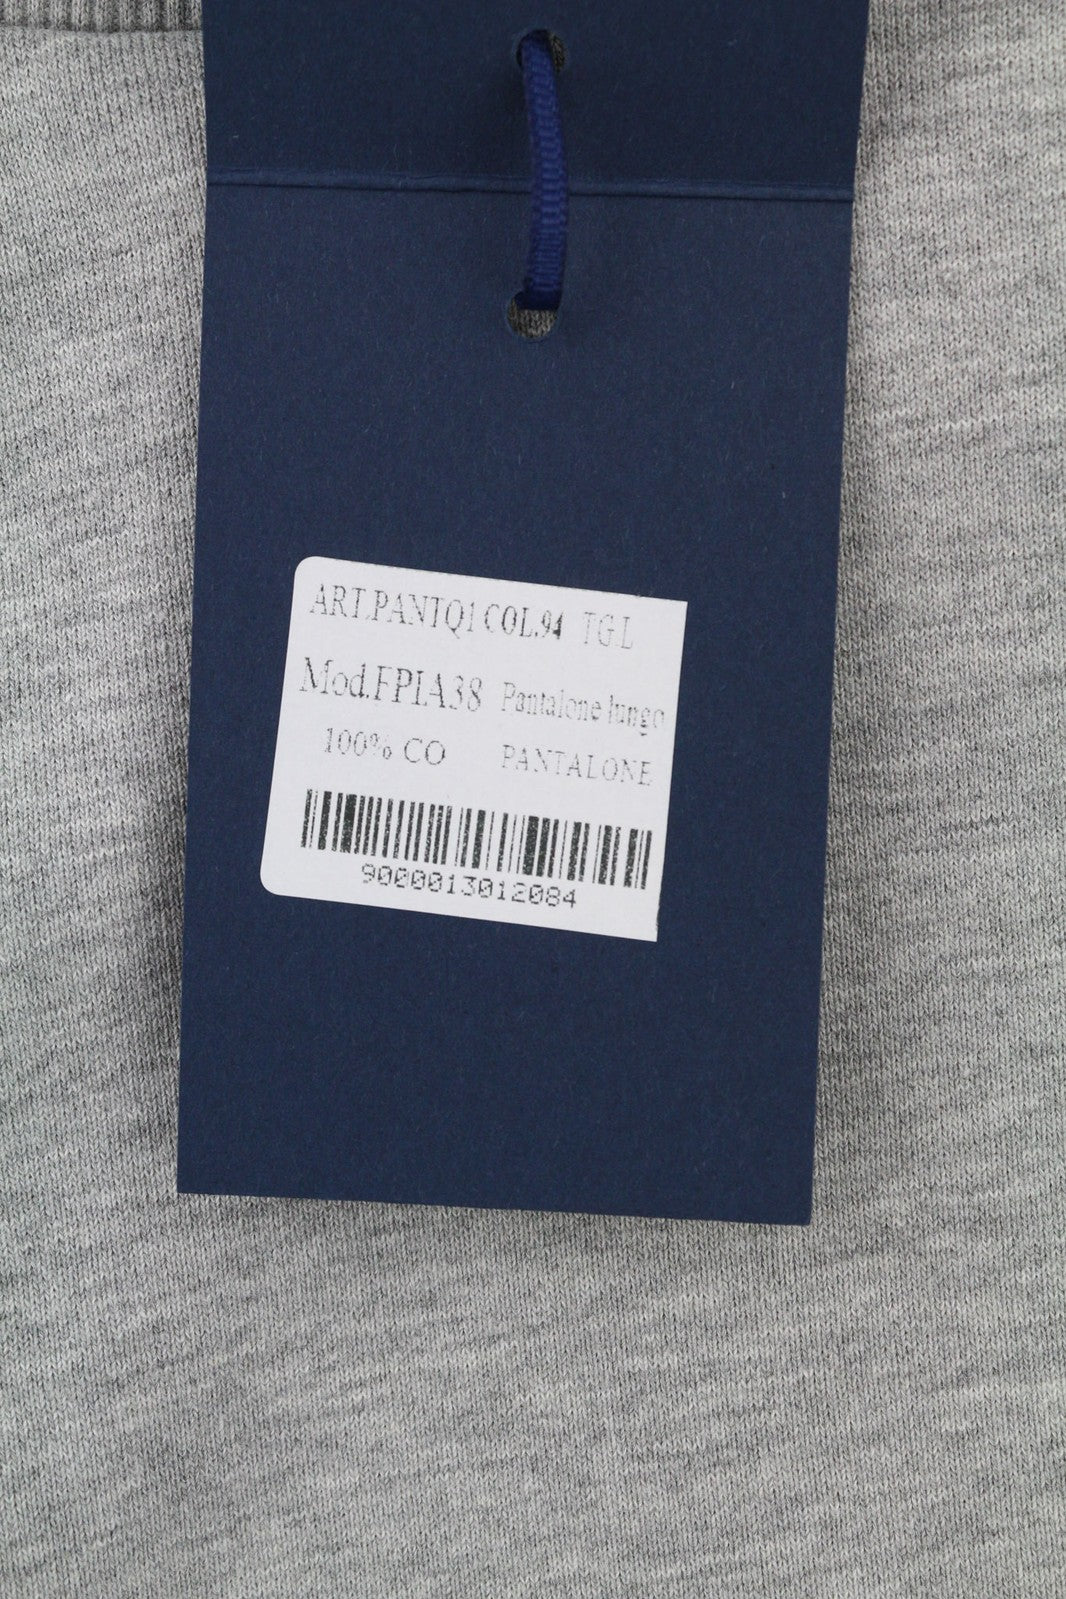 ART.PANTQ1 COL.94 TG.L
Mod.FPIA38 Pantalone lungo
100% CO PANTALONE
9000013012084